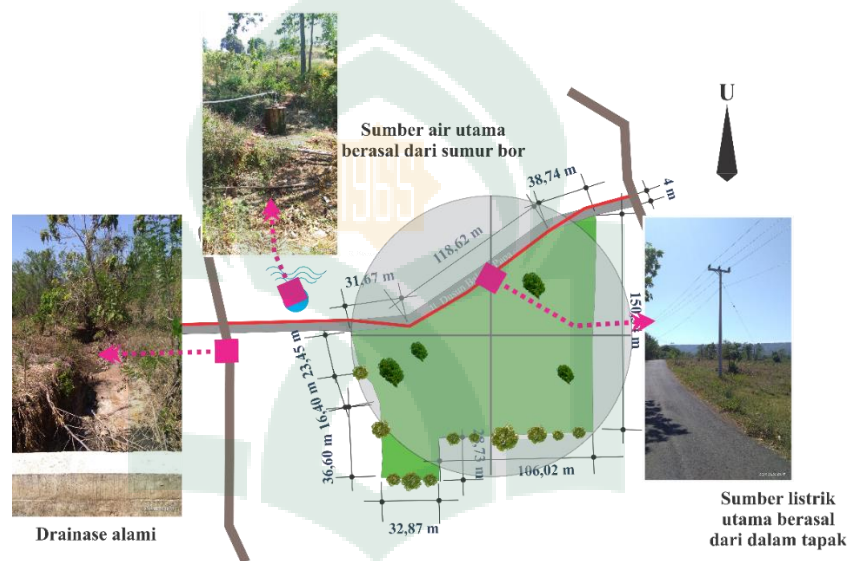 U
Sumber air utama
berasal dari sumur bor
38,74 m
4 m
118,62 m
31,67 m
23,45 m
16,40 m
36,60 m
106,02 m
32,87 m
1965
Drainase alami
Sumber listrik
utama berasal
dari dalam tapak